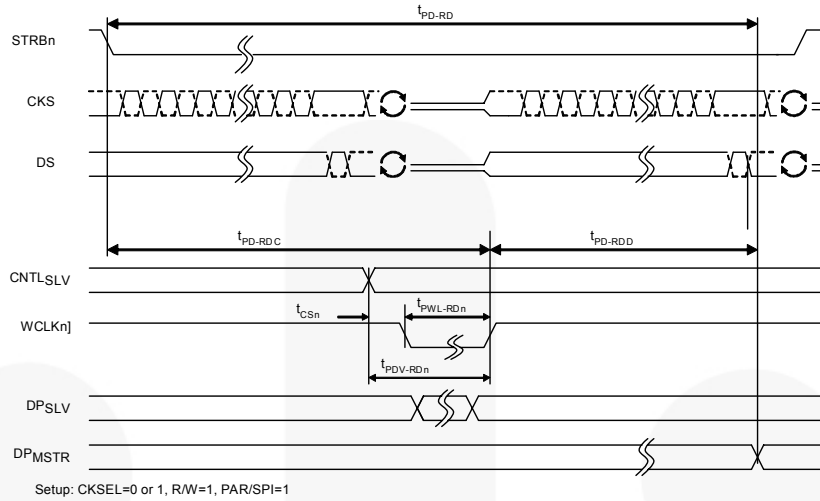 tPD-RD
STRBn
CKS
DS
tPD-RDC
tPD-RDD
CNTLSLV
tCSn
tPWL-RDn
WCLKn]
tPDV-RDn
DPSLV
DPMSTR
Setup: CKSEL=0 or 1, R/W=1, PAR/SPI=1